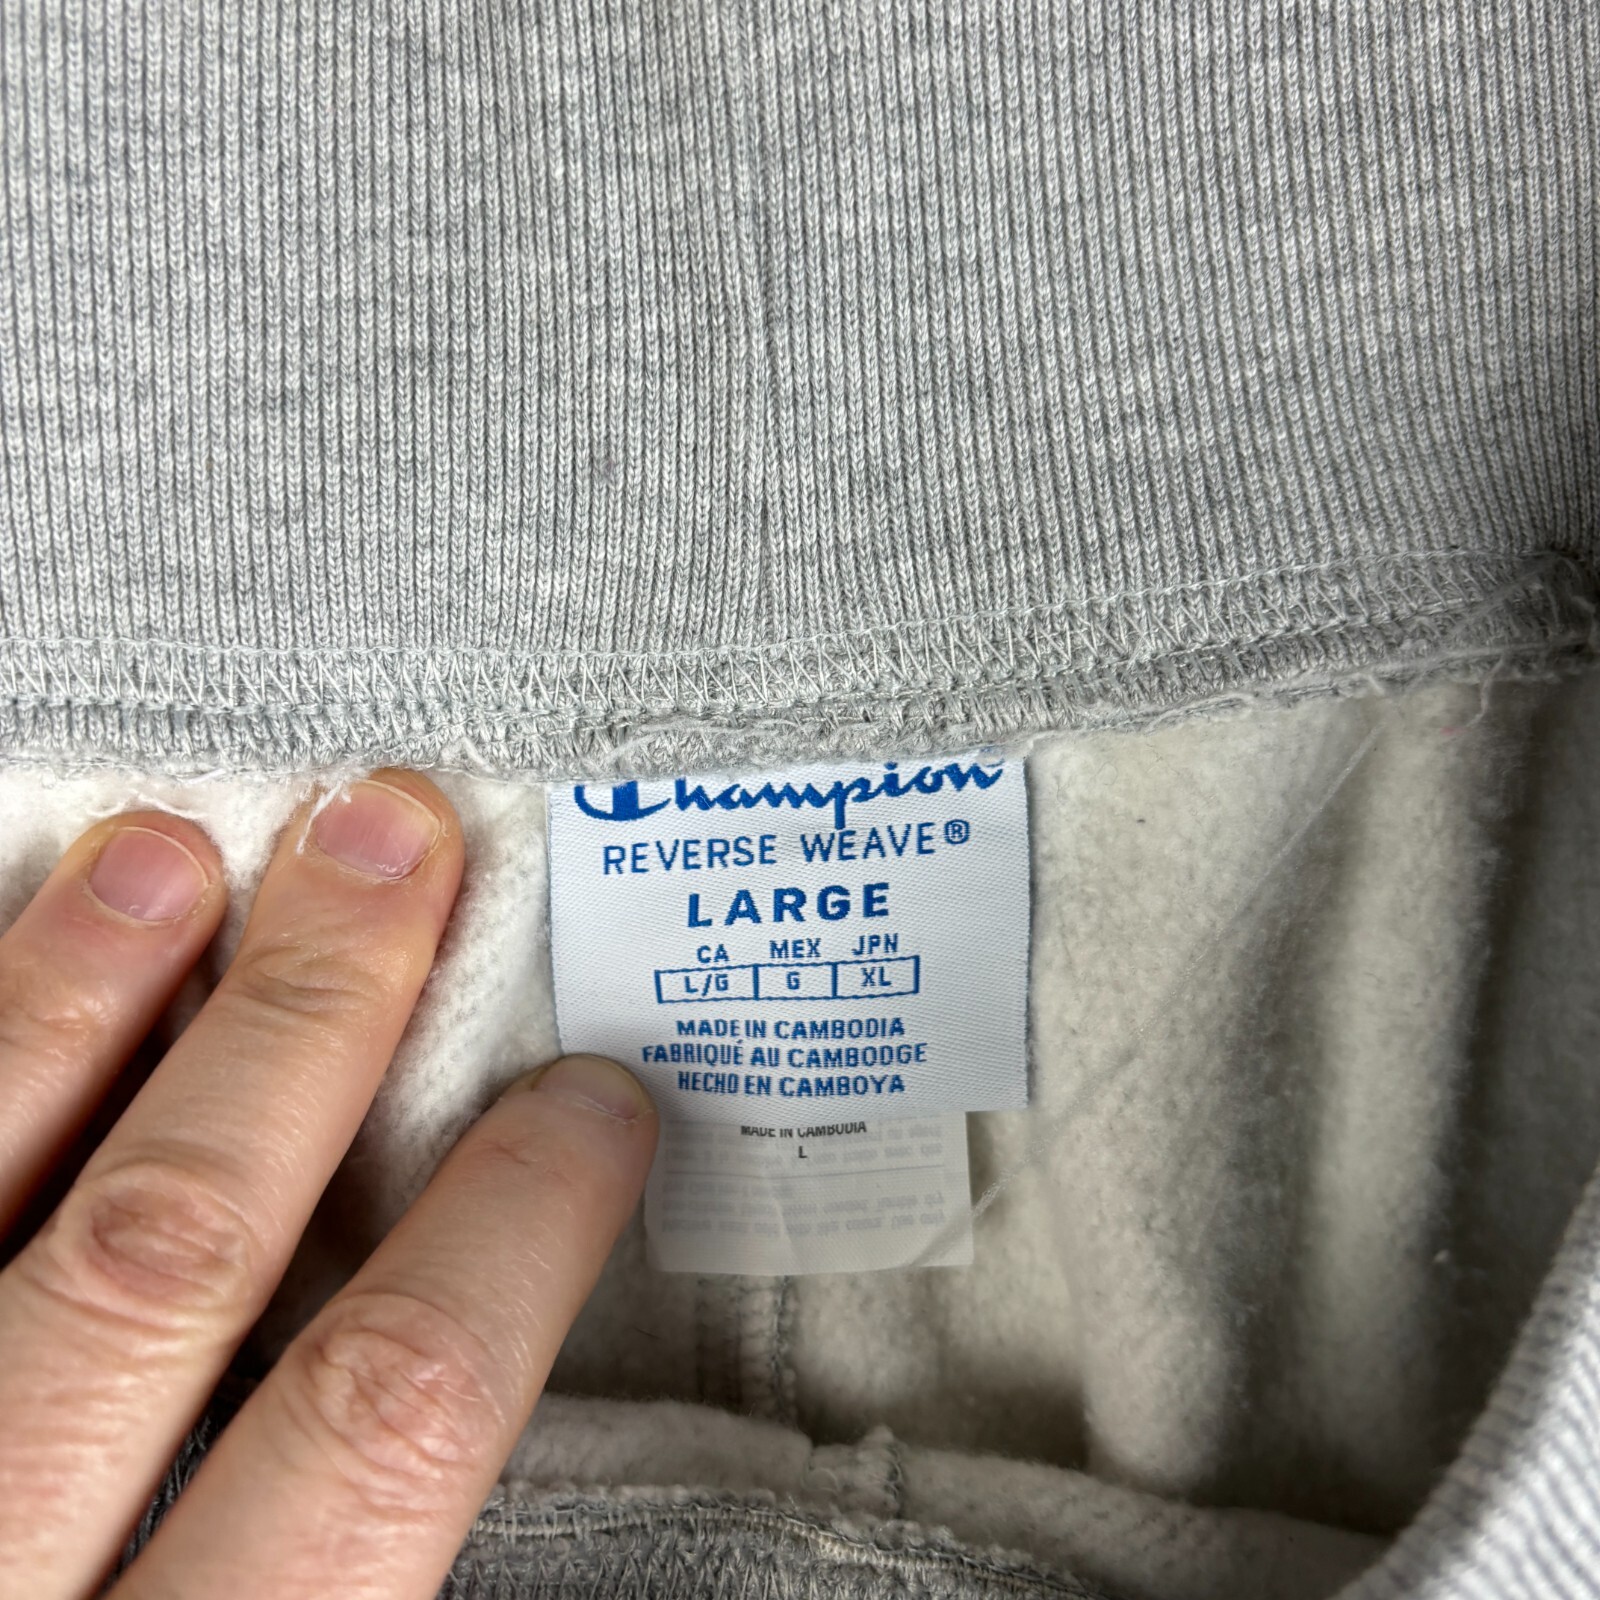 Champion
REVERSE WEAVE®
LARGE
CA MEX JPN
L/G G XL
MADE IN CAMBODIA
FABRIQUÉ AU CAMBODGE
HECHO EN CAMBOYA
MADE IN CAMBODIA
L